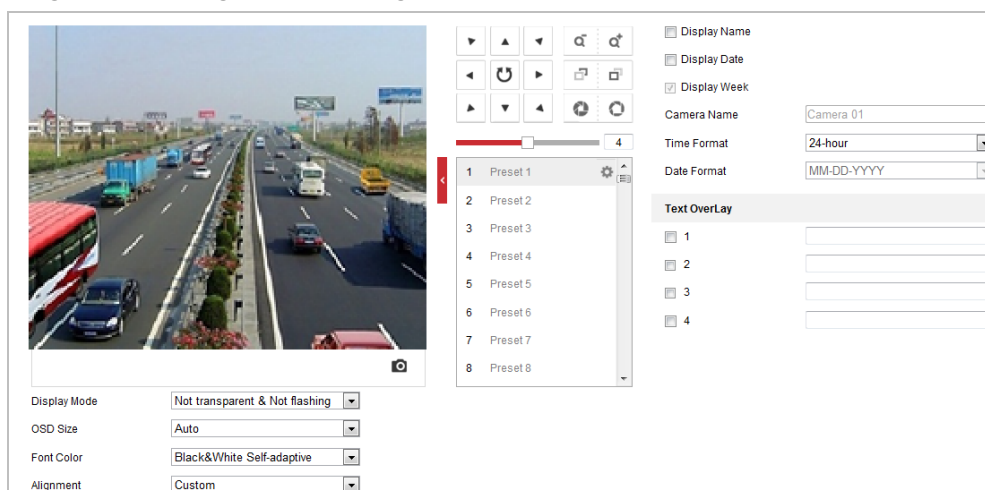 Display Name
Display Date
Display Week
Camera Name Camera 01
4
Time Format 24-hour
Date Format MM-DD-YYYY
1 Preset 1
2 Preset 2
3 Preset 3
4 Preset 4
5 Preset 5
6 Preset 6
7 Preset 7
8 Preset 8
Text OverLay
1
2
3
4
Display Mode Not transparent & Not flashing
OSD Size Auto
Font Color Black&White Self-adaptive
Alignment Custom